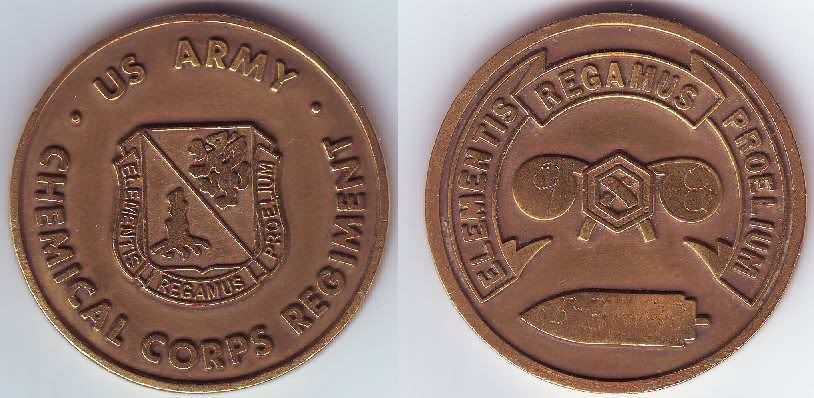 US ARMY
CHEMICAL CORPS REGIMENT
ELEMENTIS
REGAMUS
PROELIUM
ELEMENTIS
REGAMUS
PROELIUM